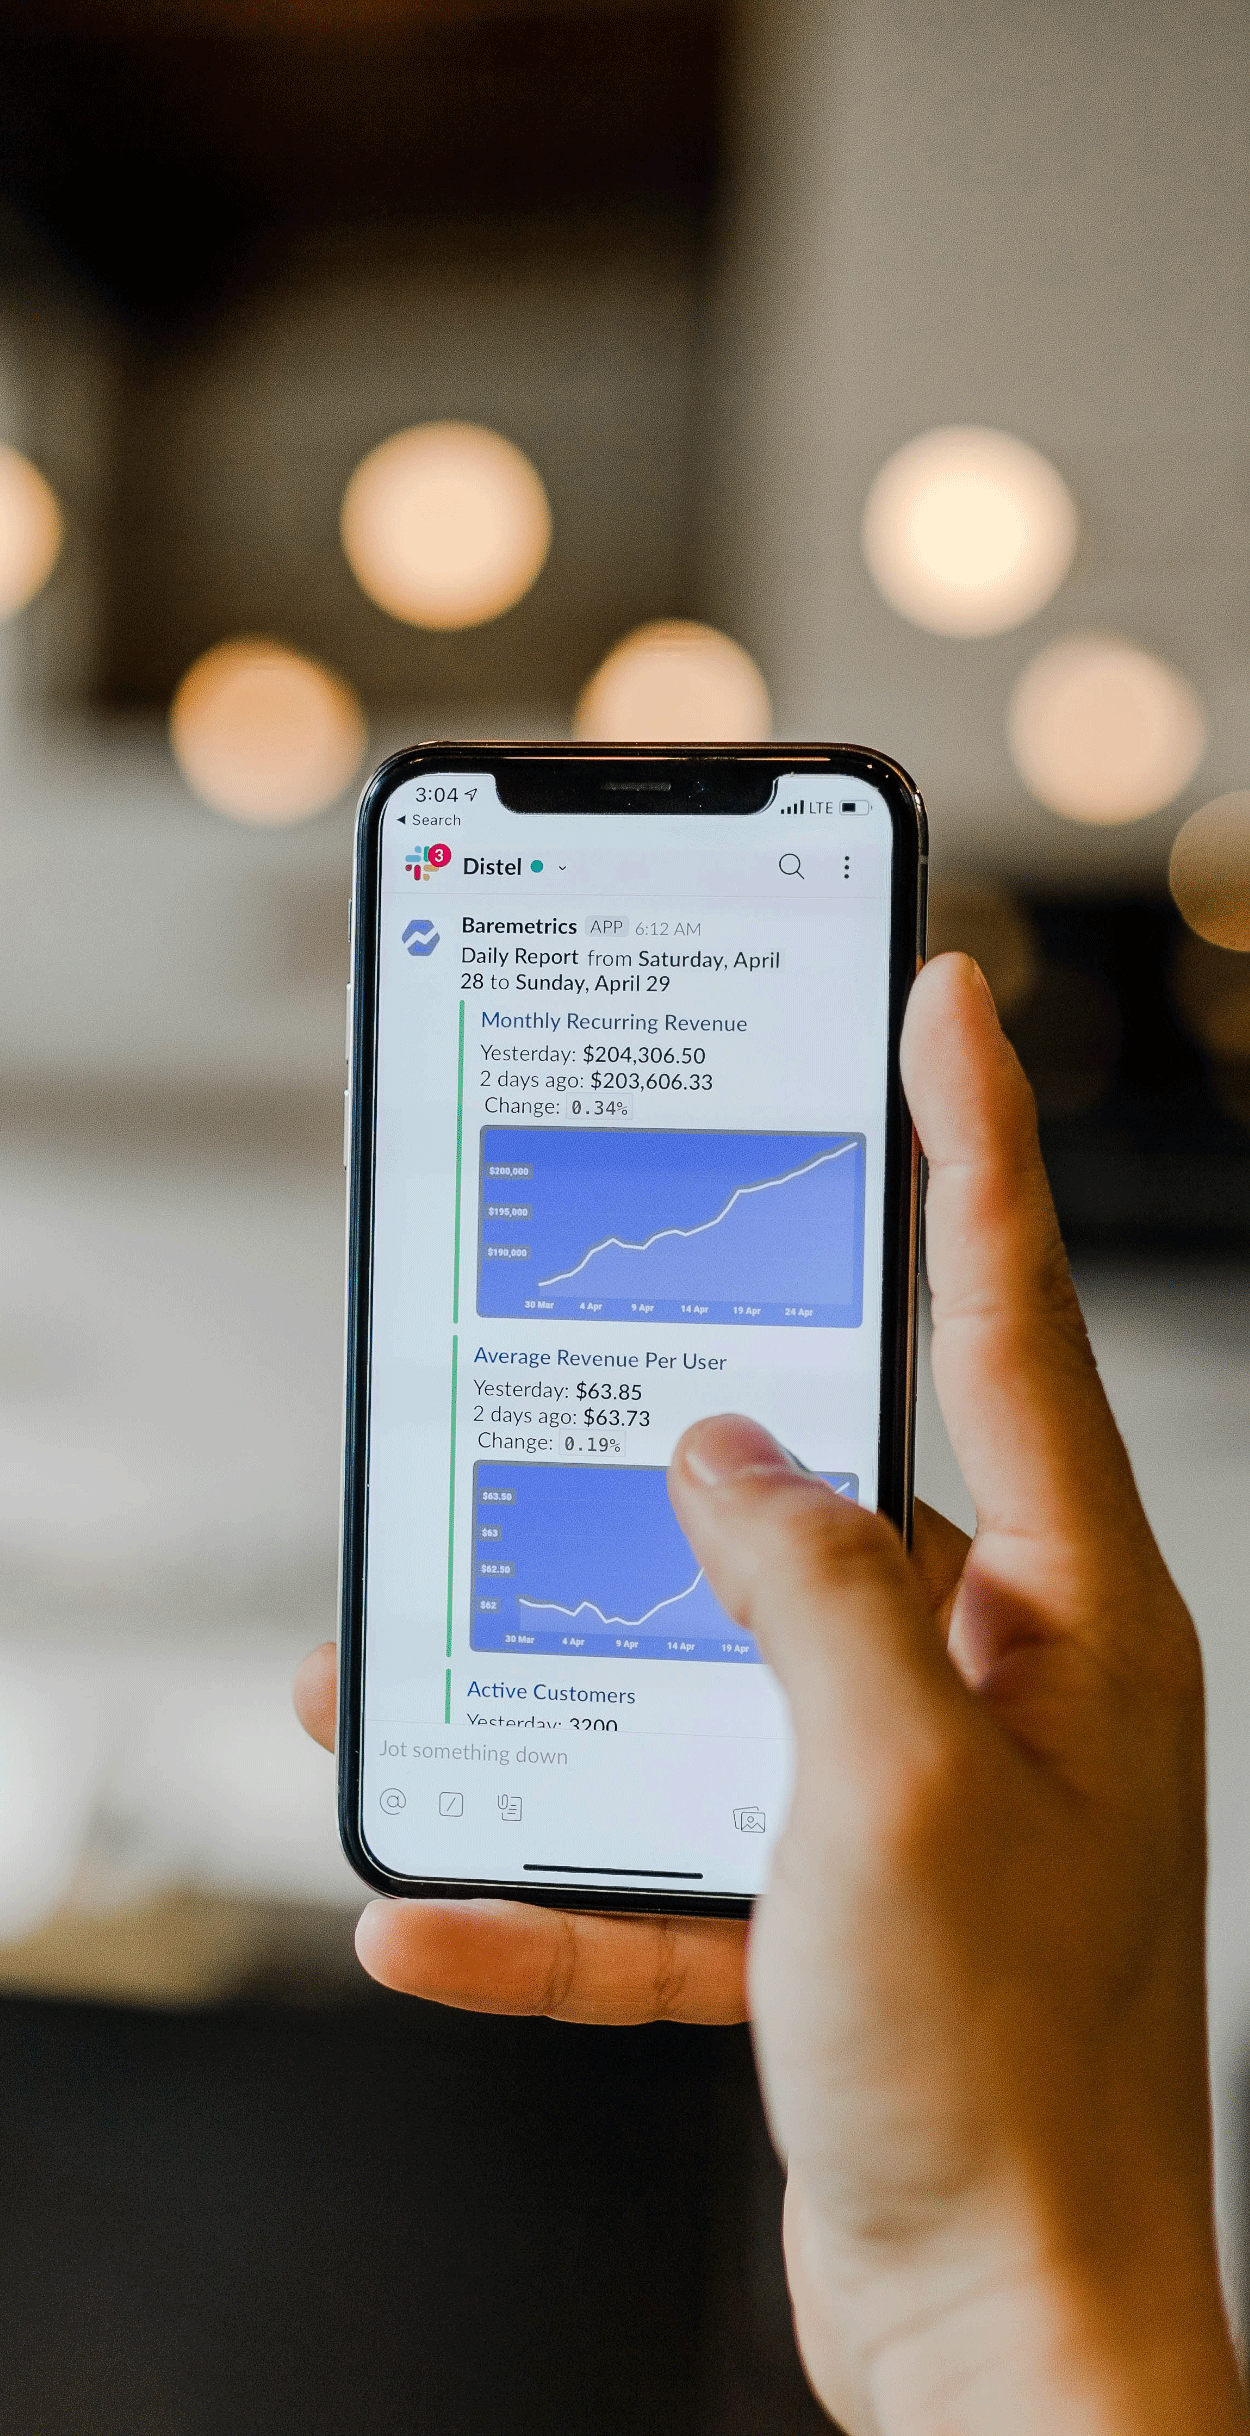 3:04
◀ Search
LTE
3
Distel
Baremetrics APP 6:12 AM
Daily Report from Saturday, April
28 to Sunday, April 29
Monthly Recurring Revenue
Yesterday: $204,306.50
2 days ago: $203,606.33
Change: 0.34%
$200,000
$195,000
$190,000
30 Mar 4 Apr 9 Apr 14 Apr 19 Apr 24 Apr
Average Revenue Per User
Yesterday: $63.85
2 days ago: $63.73
Change: 0.19%
$63.50
$63
$62.50
$62
30 Mar 4 Apr 9 Apr 14 Apr 19 Apr
Active Customers
Yesterday: 3200
Jot something down
@